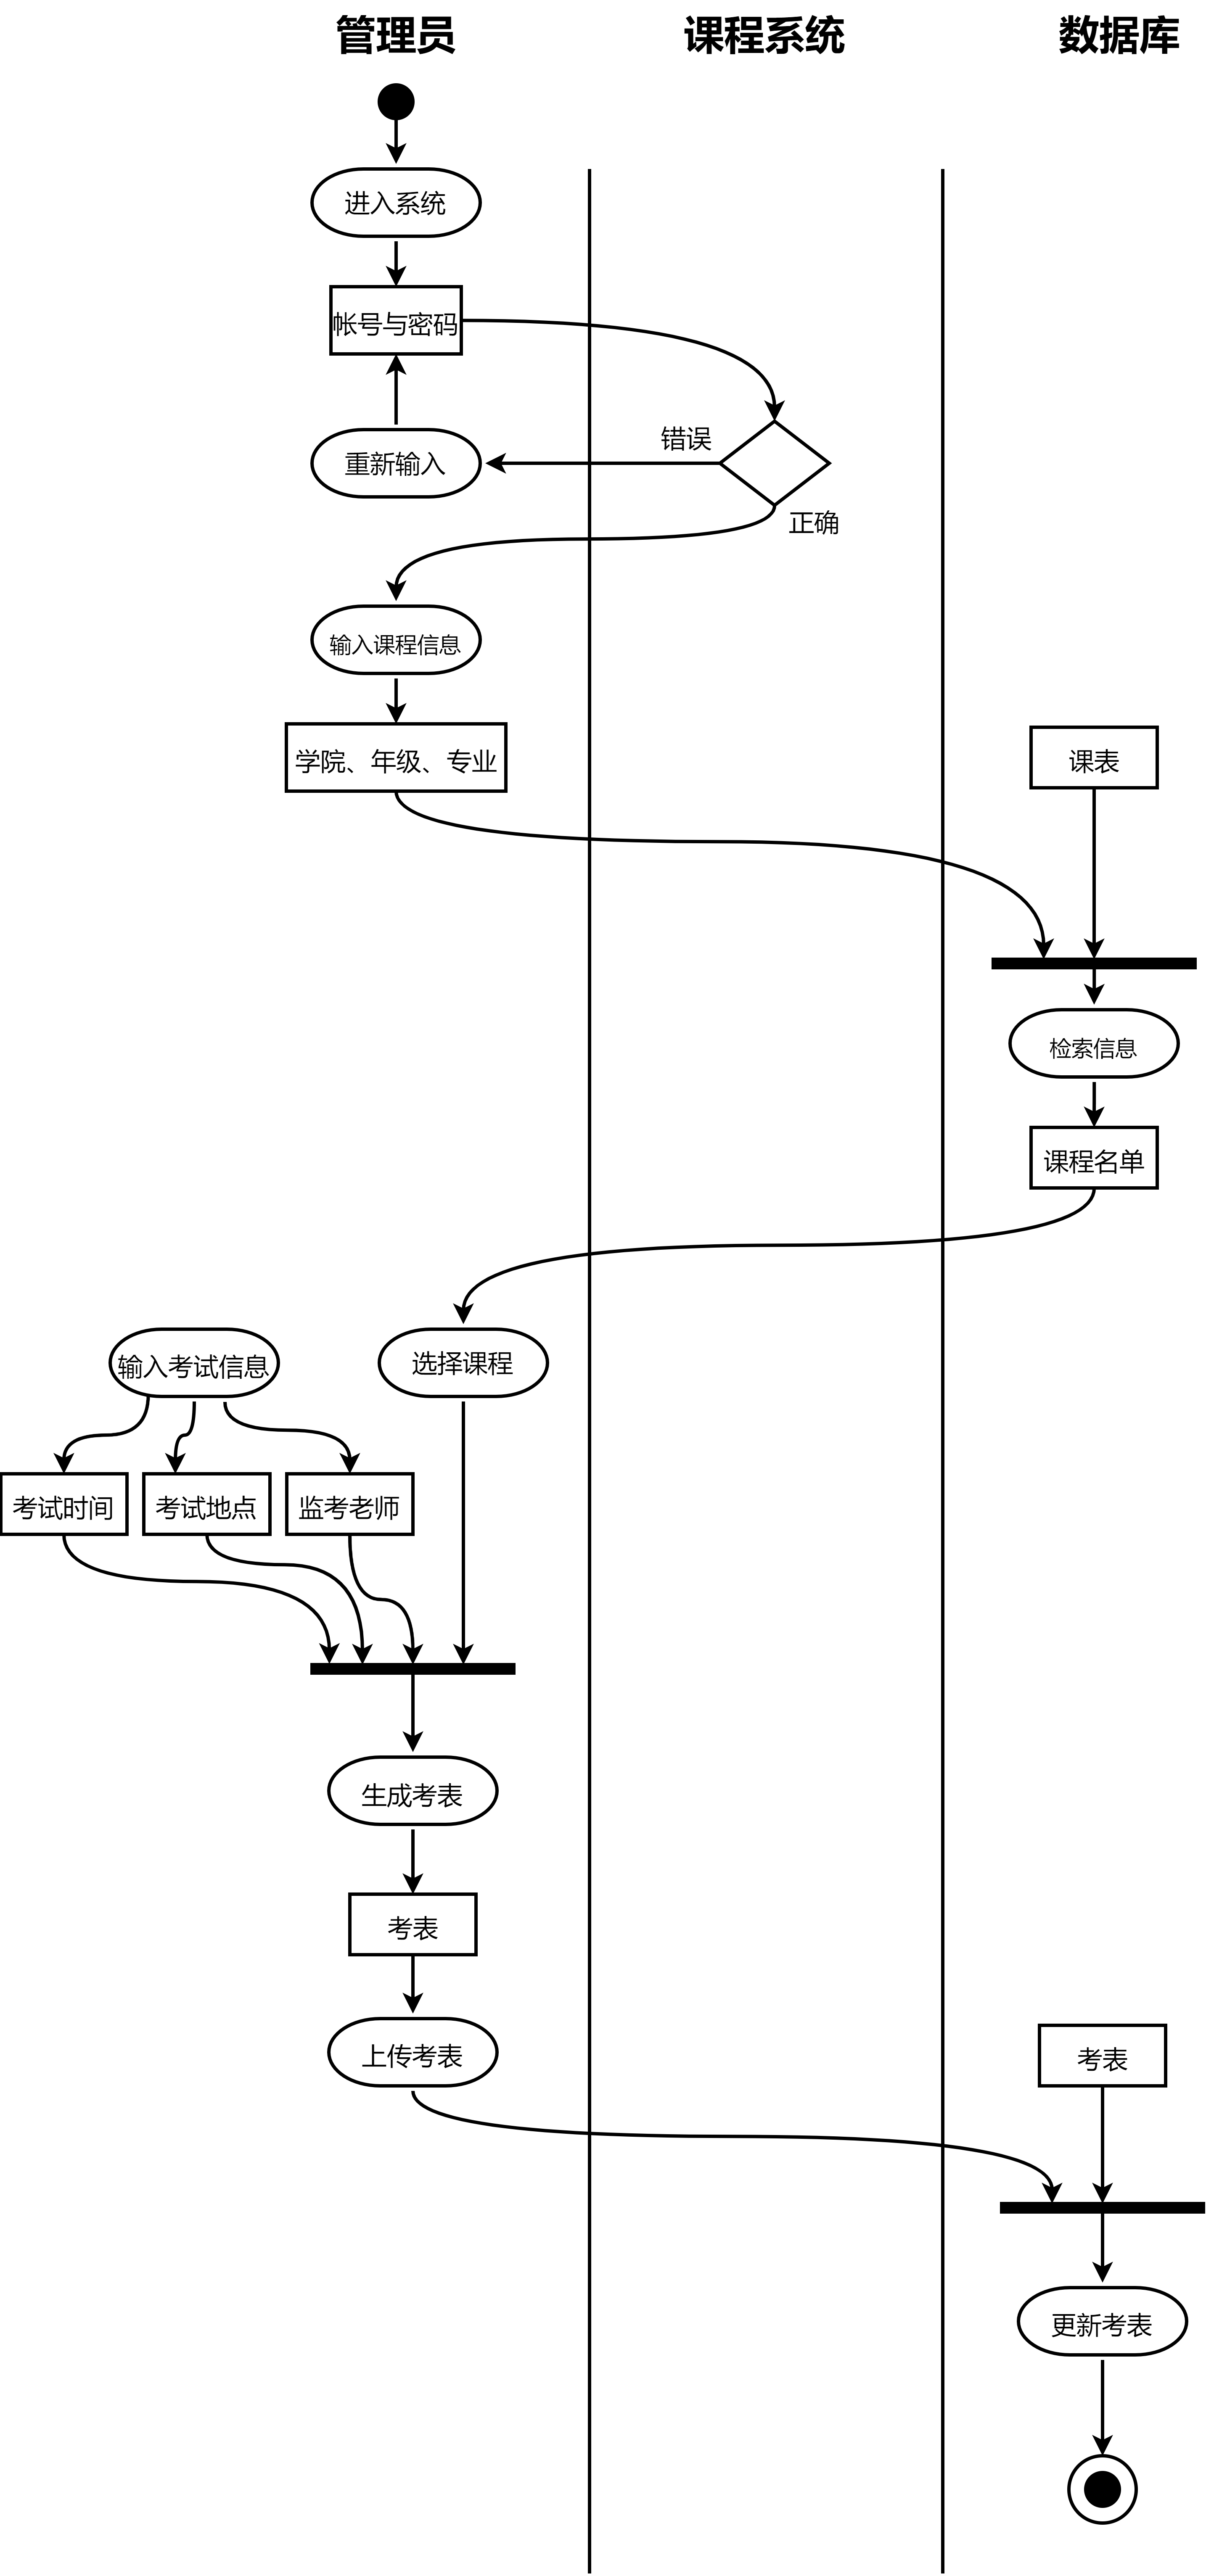 管理员
课程系统
数据库
进入系统
帐号与密码
错误
重新输入
正确
输入课程信息
学院、年级、专业
课表
检索信息
课程名单
输入考试信息
选择课程
考试时间
考试地点
监考老师
生成考表
考表
上传考表
考表
更新考表